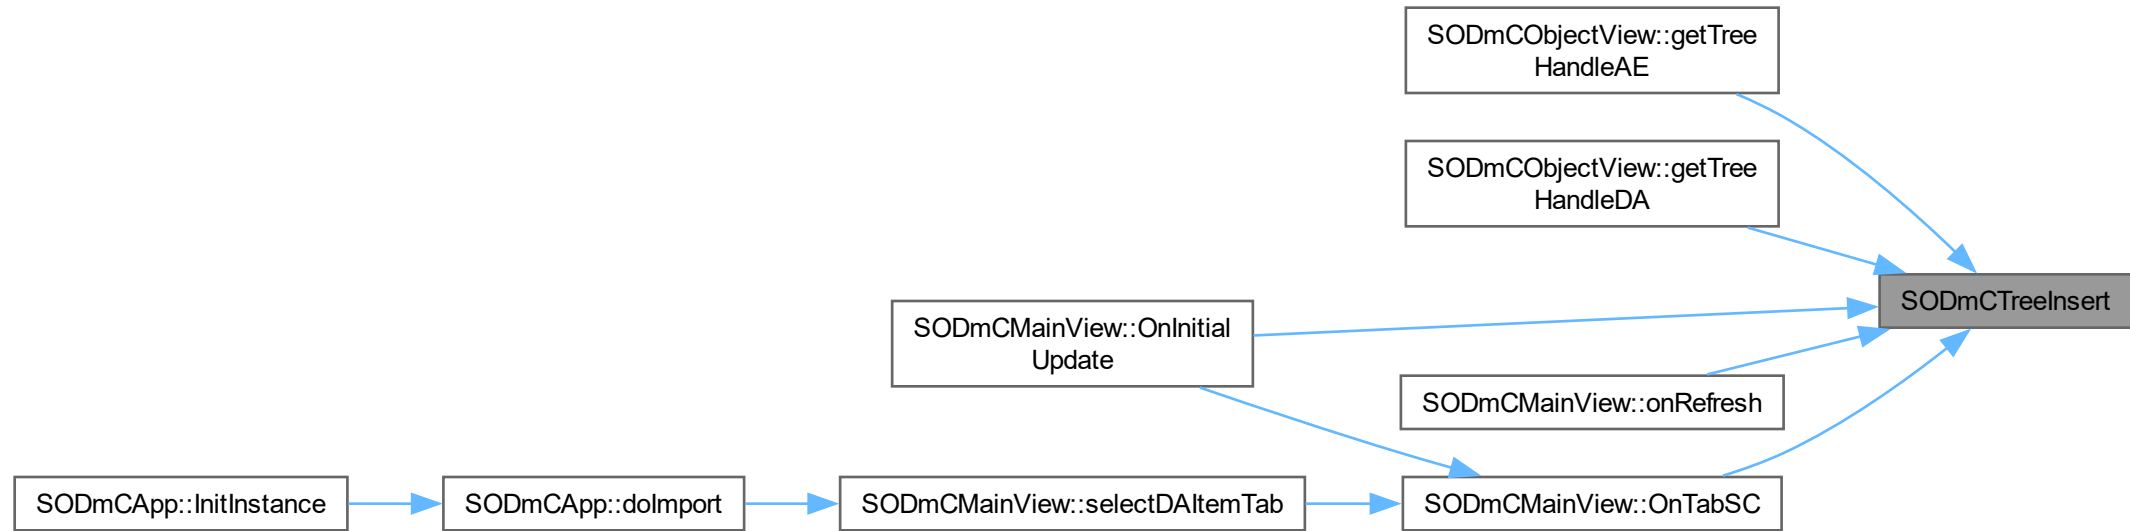 SODmCObjectView::getTree
HandleAE
SODmCObjectView::getTree
HandleDA
SODmCTreeInsert
SODmCMainView::OnInitial
Update
SODmCMainView::onRefresh
SODmCApp::InitInstance
SODmCApp::doImport
SODmCMainView::selectDAItemTab
SODmCMainView::OnTabSC